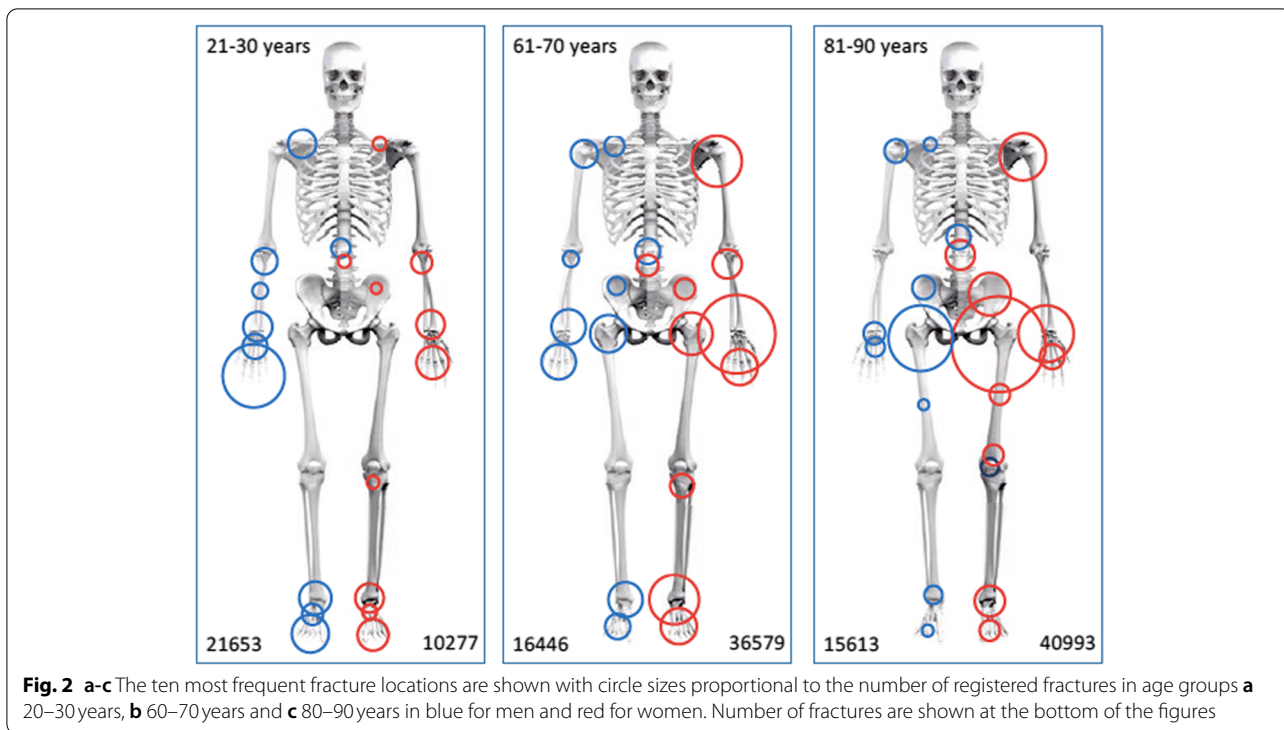 21-30 years
61-70 years
81-90 years
21653
10277
16446
36579
15613
40993
Fig. 2 a-c The ten most frequent fracture locations are shown with circle sizes proportional to the number of registered fractures in age groups a
20–30 years, b 60–70 years and c 80–90 years in blue for men and red for women. Number of fractures are shown at the bottom of the figures